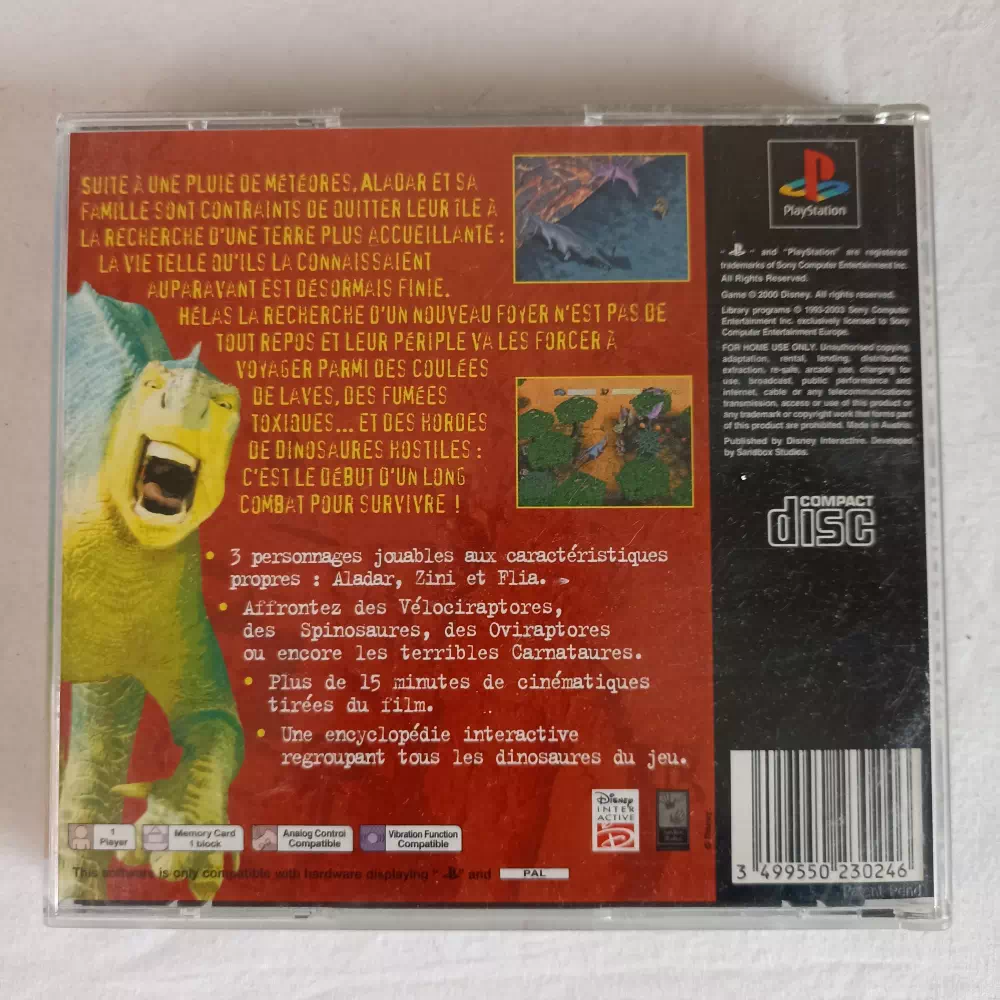 SUITE À UNE PLUIE DE MÉTÉORES, ALADAR ET SA
FAMILLE SONT CONTRAINTS DE QUITTER LEUR ÎLE À
LA RECHERCHE D'UNE TERRE PLUS ACCUEILLANTE :
LA VIE TELLE QU'ILS LA CONNAISSAIENT
AUPARAVANT EST DÉSORMAIS FINIE.
HÉLAS LA RECHERCHE D'UN NOUVEAU FOYER N'EST PAS DE
TOUT REPOS ET LEUR PÉRIPLE VA LES FORCER À
VOYAGER PARMI DES COULÉES
DE LAVES, DES FUMÉES
TOXIQUES... ET DES HORDES
DE DINOSAURES HOSTILES :
C'EST LE DÉBUT D'UN LONG
COMBAT POUR SURVIVRE !
• 3 personnages jouables aux caractéristiques
propres : Aladar, Zini et Flia.
• Affrontez des Vélociraptores,
des Spinosaures, des Oviraptores
ou encore les terribles Carnataures.
• Plus de 15 minutes de cinématiques
tirées du film.
• Une encyclopédie interactive
regroupant tous les dinosaures du jeu.
1
Player
Memory Card
1 block
Analog Control
Compatible
Vibration Function
Compatible
Disney
INTER
ACTIVE
© Disney
This software is only compatible with hardware displaying " " and PAL
PlayStation
" " and "PlayStation" are registered
trademarks of Sony Computer Entertainment Inc.
All Rights Reserved.
Game © 2000 Disney. All rights reserved.
Library programs © 1993-2003 Sony Computer
Entertainment Inc. exclusively licensed to Sony
Computer Entertainment Europe.
FOR HOME USE ONLY. Unauthorised copying,
adaptation, rental, lending, distribution,
extraction, re-sale, arcade use, charging for
use, broadcast, public performance and
internet, cable or any telecommunications
transmission, access or use of this product or
any trademark or copyright work that forms part
of this product are prohibited. Made in Austria.
Published by Disney Interactive. Developed
by Sandbox Studios.
COMPACT
disc
3 499550 230246